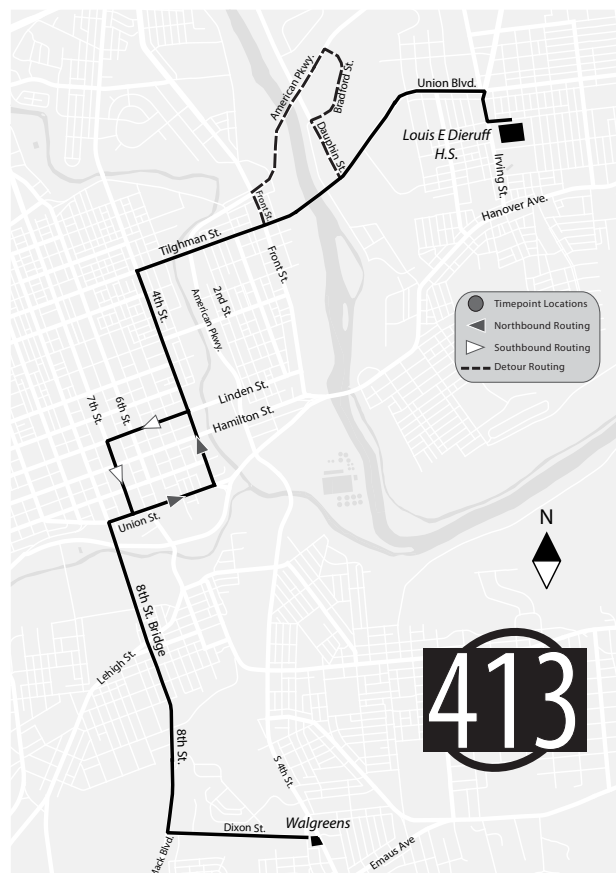 American Pkwy.
Bradford St.
Dauphin St.
Union Blvd.
Louis E Dieruff
H.S.
Irving St.
Hanover Ave.
Front St.
Tilghman St.
Front St.
4th St.
2nd St.
American Pkwy.
Timepoint Locations
Northbound Routing
Southbound Routing
Detour Routing
Linden St.
Hamilton St.
6th St.
7th St.
Union St.
N
8th St. Bridge
Lehigh St.
413
8th St.
S 4th St.
Dixon St.
Walgreens
Mack Blvd.
Emaus Ave